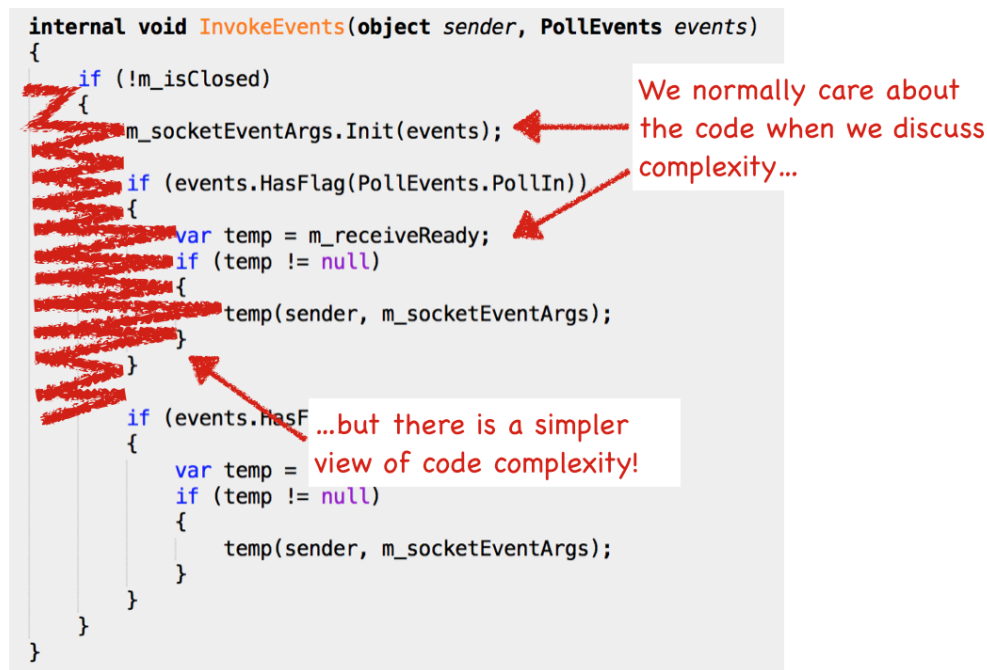 internal void InvokeEvents(object sender, PollEvents events)
{
if (!m_isClosed)
{
m_socketEventArgs.Init(events);
if (events.HasFlag(PollEvents.PollIn))
{
var temp = m_receiveReady;
if (temp != null)
{
temp(sender, m_socketEventArgs);
}
}
if (events.HasF
{
var temp =
if (temp != null)
{
temp(sender, m_socketEventArgs);
}
}
}
}
We normally care about
the code when we discuss
complexity...
...but there is a simpler
view of code complexity!